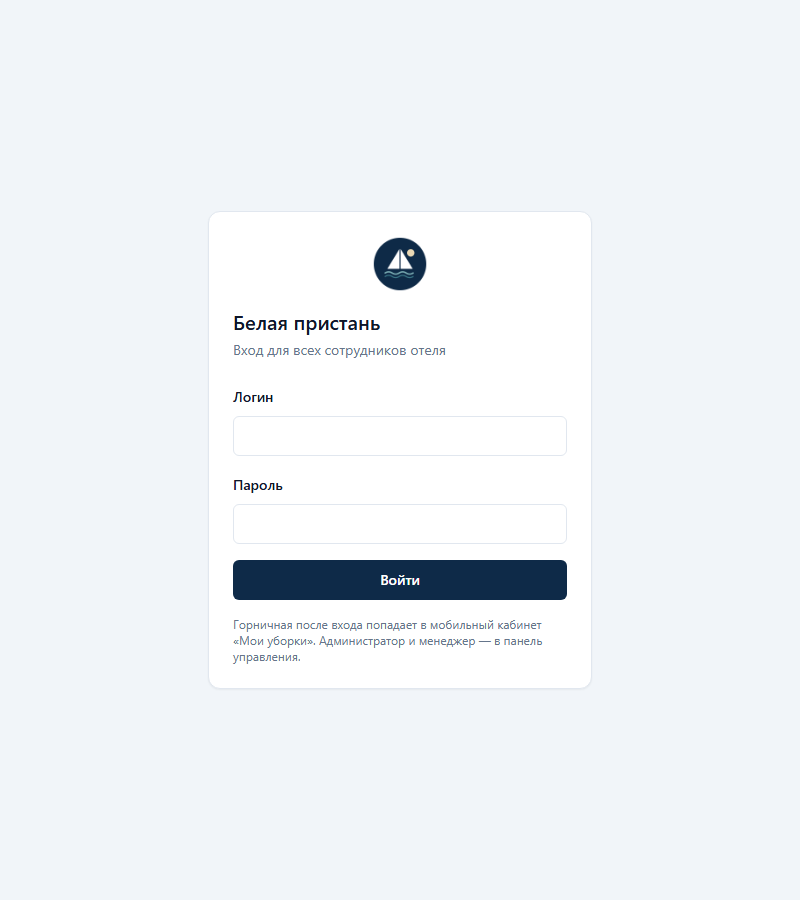 Белая пристань
Вход для всех сотрудников отеля
Логин
Пароль
Войти
Горничная после входа попадает в мобильный кабинет
«Мои уборки». Администратор и менеджер — в панель
управления.